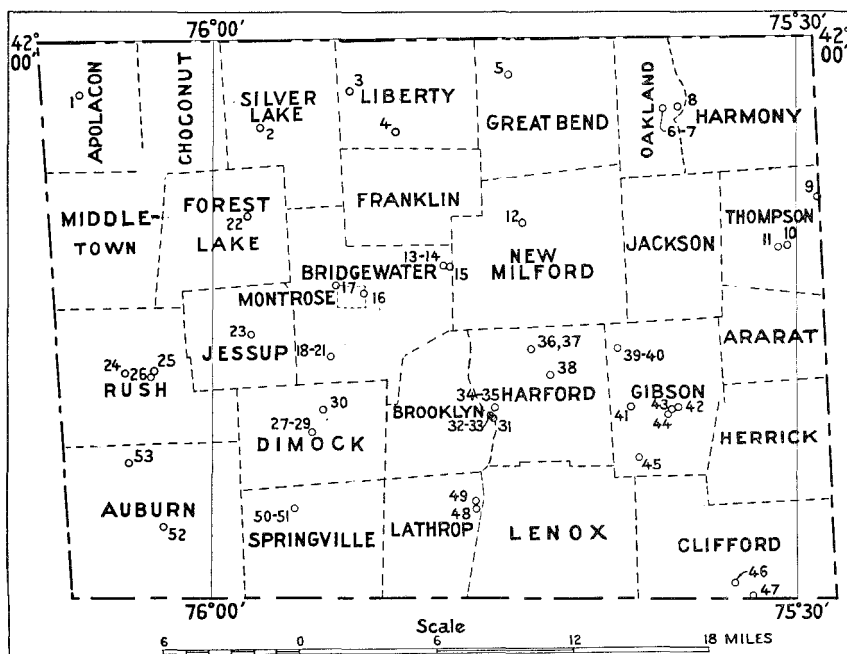 76°00' 75°30'
42°00' 42°00'
1 APOLACON
CHOCONUT
SILVER LAKE
2
3 LIBERTY
4
5
GREAT BEND
OAKLAND
8 HARMONY
6-7
MIDDLE-TOWN
FOREST LAKE
22
FRANKLIN
12
NEW MILFORD
JACKSON
9
THOMPSON
11 10
13-14
BRIDGEWATER 15
MONTROSE 17
16
23
JESSUP 18-21
24 25
26
RUSH
36,37
38
HARFORD
39-40
ARARAT
GIBSON
41 43 42
44
45
HERRICK
34-35
BROOKLYN
32-33 31
30
27-29
DIMOCK
53
AUBURN
52
50-51
SPRINGVILLE
49
48
LATHROP
LENOX
CLIFFORD
46
47
76°00' 75°30'
Scale
6 0 6 12 18 MILES